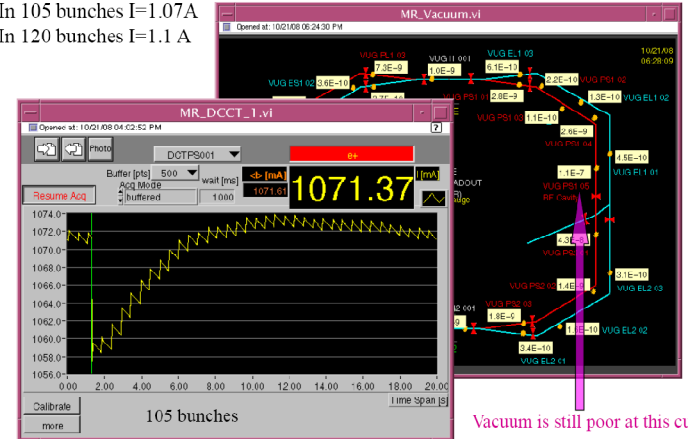 In 105 bunches I=1.07A
In 120 bunches I=1.1 A
MR_Vacuum.vi
Opened at: 10/21/08 06:24:30 PM
10/21/08
06:28:09
VUG PL1 03
7.3E-9
VUG I1 001
1.0E-9
VUG EL1 03
6.1E-10
VUG ES1 02
3.6E-10
2.2E-10
VUG PS1 02
VUG PS1 01
2.8E-9
1.3E-10
VUG EL1 02
VUG PS1 03
1.1E-10
2.6E-9
VUG PS1 04
4.5E-10
VUG EL1 01
1.1E-7
VUG PS1 05
RF Cavity
3.1E-10
VUG EL2 03
VUG PS2 02
1.8E-9
VUG EL2 02
3.4E-10
VUG EL2 01
MR_DCCT_1.vi
Opened at: 10/21/08 04:02:52 PM
?
Photo
DCTPS001
e+
Buffer [pts]
500
wait [ms]
1000
<I> [mA]
1071.61
1071.37
I [mA]
Acq Mode
buffered
Resume Acq
1074.0
1072.0
1070.0
1068.0
1066.0
1064.0
1062.0
1060.0
1058.0
1056.0
0.00 2.00 4.00 6.00 8.00 10.00 12.00 14.00 16.00 18.00 20.00
Time Span [s]
Calibrate
more
105 bunches
Vacuum is still poor at this cu